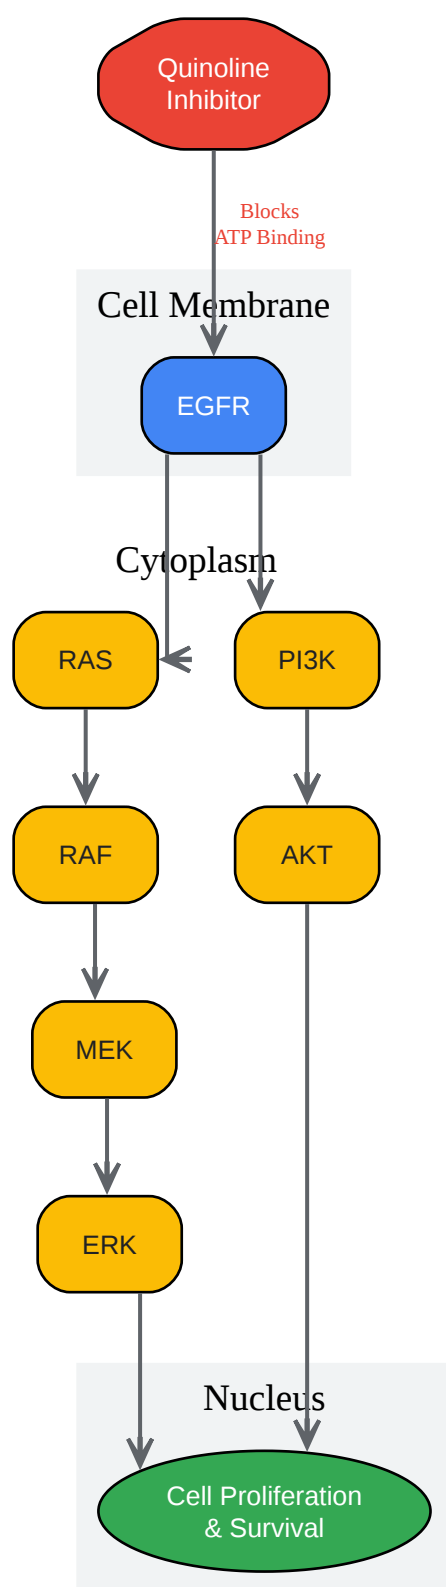 Quinoline
Inhibitor
Blocks
ATP Binding
Cell Membrane
EGFR
Cytoplasm
RAS
PI3K
RAF
AKT
MEK
ERK
Nucleus
Cell Proliferation
& Survival